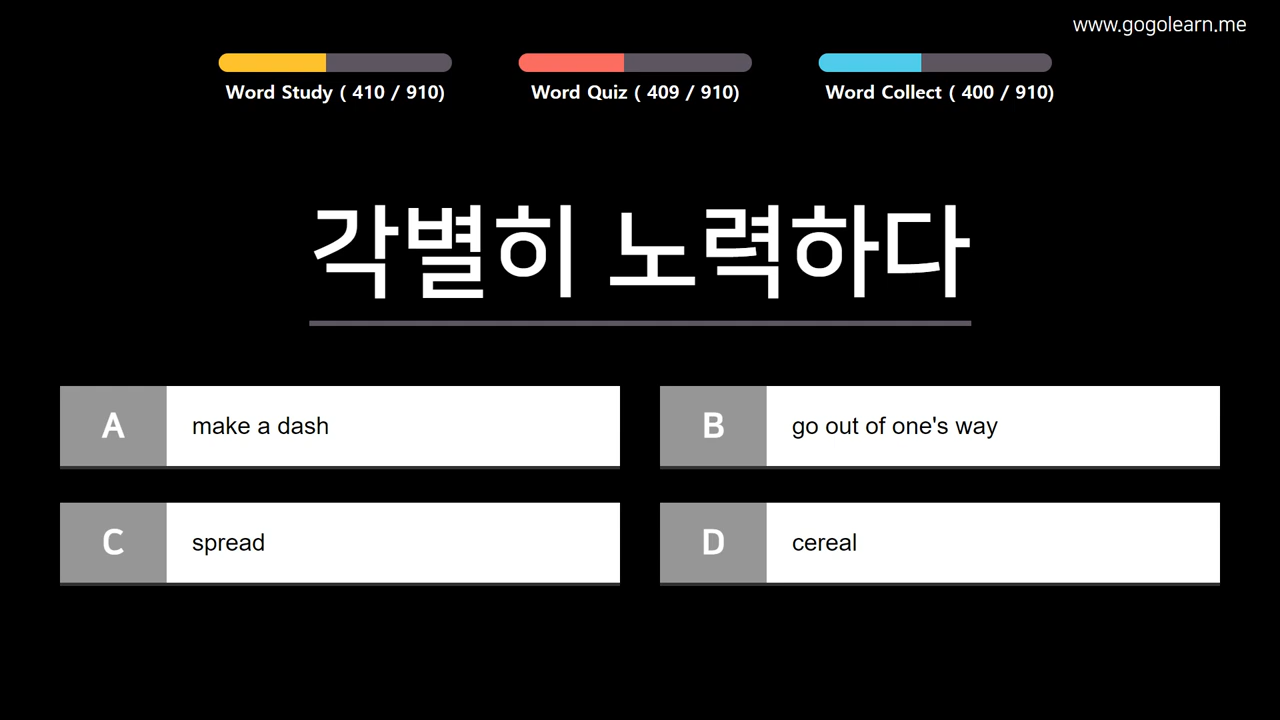 www.gogolearn.me
Word Study ( 410 / 910)
Word Quiz ( 409 / 910)
Word Collect ( 400 / 910)
각별히 노력하다
A make a dash
B go out of one's way
C spread
D cereal